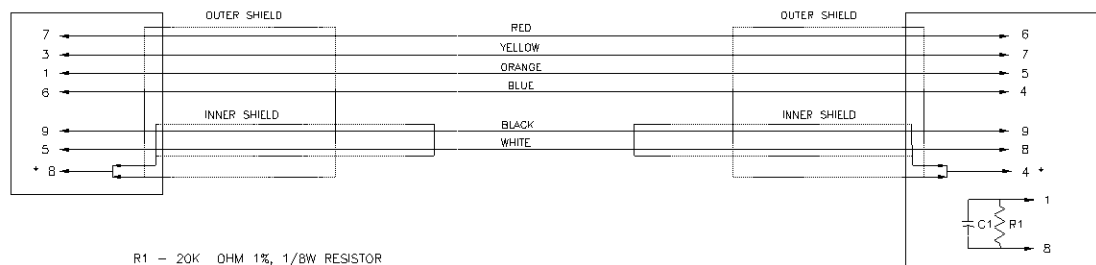 OUTER SHIELD OUTER SHIELD
7 RED 6
3 YELLOW 7
1 ORANGE 5
6 BLUE 4
INNER SHIELD INNER SHIELD
9 BLACK 9
5 WHITE 8
* 8 4 *
1
C1 R1
8
R1 - 20K OHM 1%, 1/8W RESISTOR